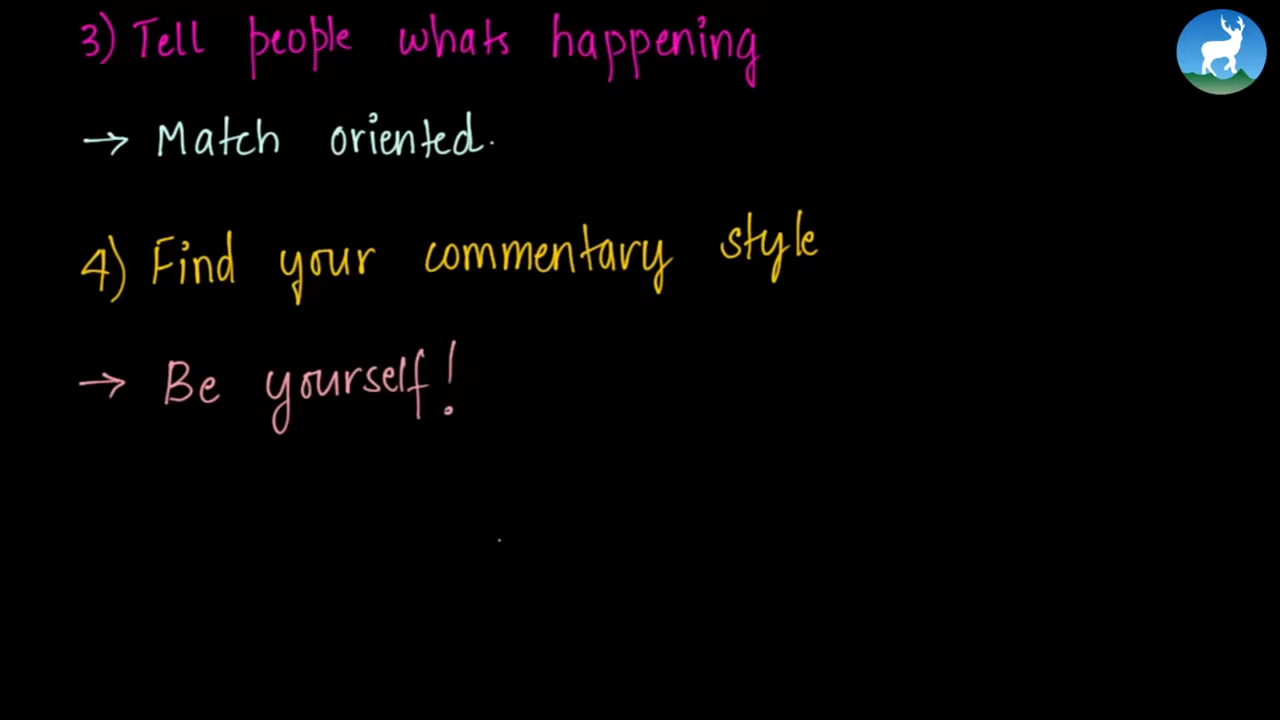 3) Tell people whats happening
→ Match oriented.
4) Find your commentary style
→ Be yourself!